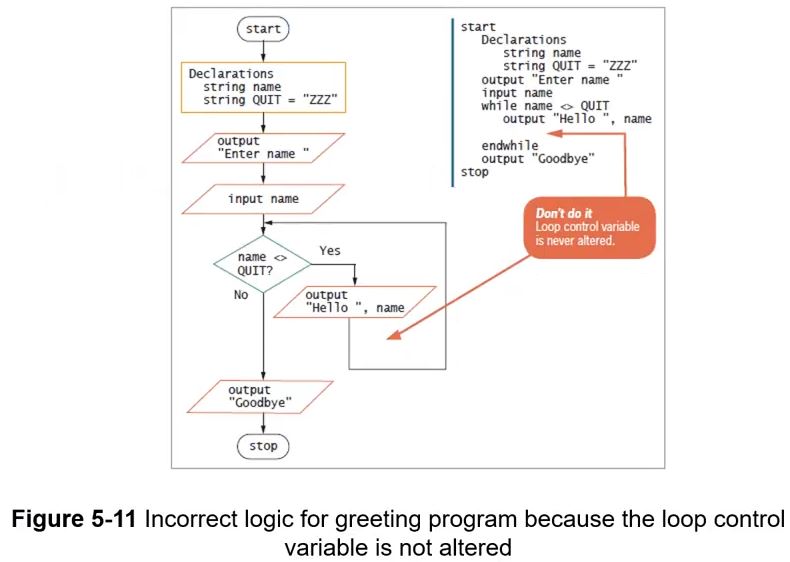 start
Declarations
string name
string QUIT = "ZZZ"
output
"Enter name "
input name
name <>
QUIT?
Yes
No
output
"Hello ", name
output
"Goodbye"
stop
start
Declarations
string name
string QUIT = "ZZZ"
output "Enter name "
input name
while name <> QUIT
output "Hello ", name
endwhile
output "Goodbye"
stop
Don't do it
Loop control variable
is never altered.
Figure 5-11 Incorrect logic for greeting program because the loop control
variable is not altered